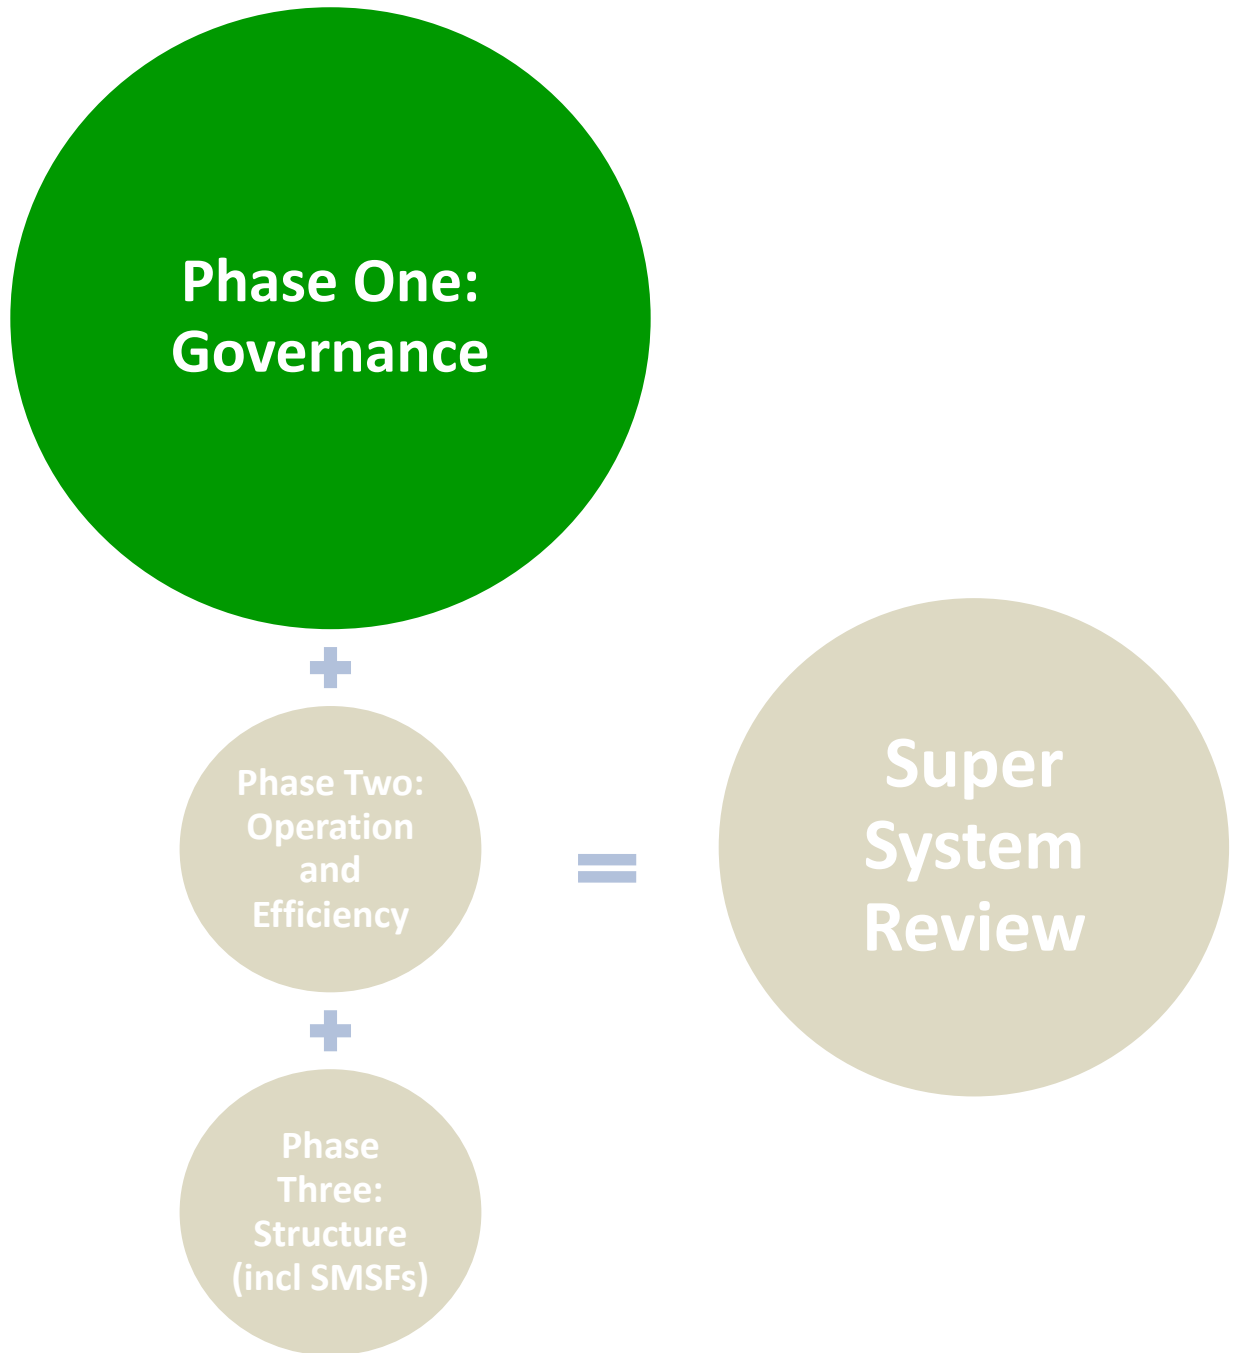 Phase One:
Governance
+
Phase Two:
Operation
and
Efficiency
=
Super
System
Review
+
Phase
Three:
Structure
(incl SMSFs)